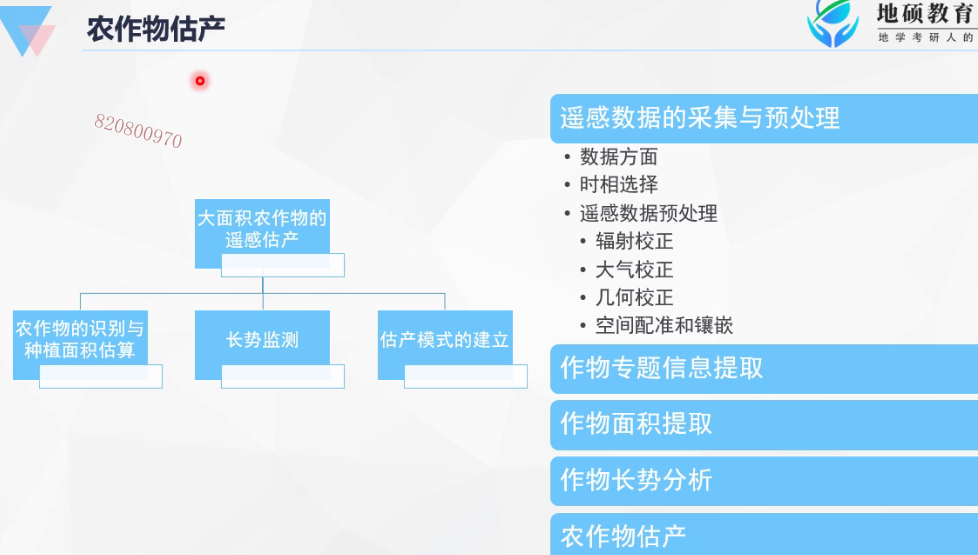 农作物估产
地硕教育
地学考研人的
820800970
大面积农作物的
遥感估产
农作物的识别与
种植面积估算
长势监测
估产模式的建立
遥感数据的采集与预处理
• 数据方面
• 时相选择
• 遥感数据预处理
• 辐射校正
• 大气校正
• 几何校正
• 空间配准和镶嵌
作物专题信息提取
作物面积提取
作物长势分析
农作物估产